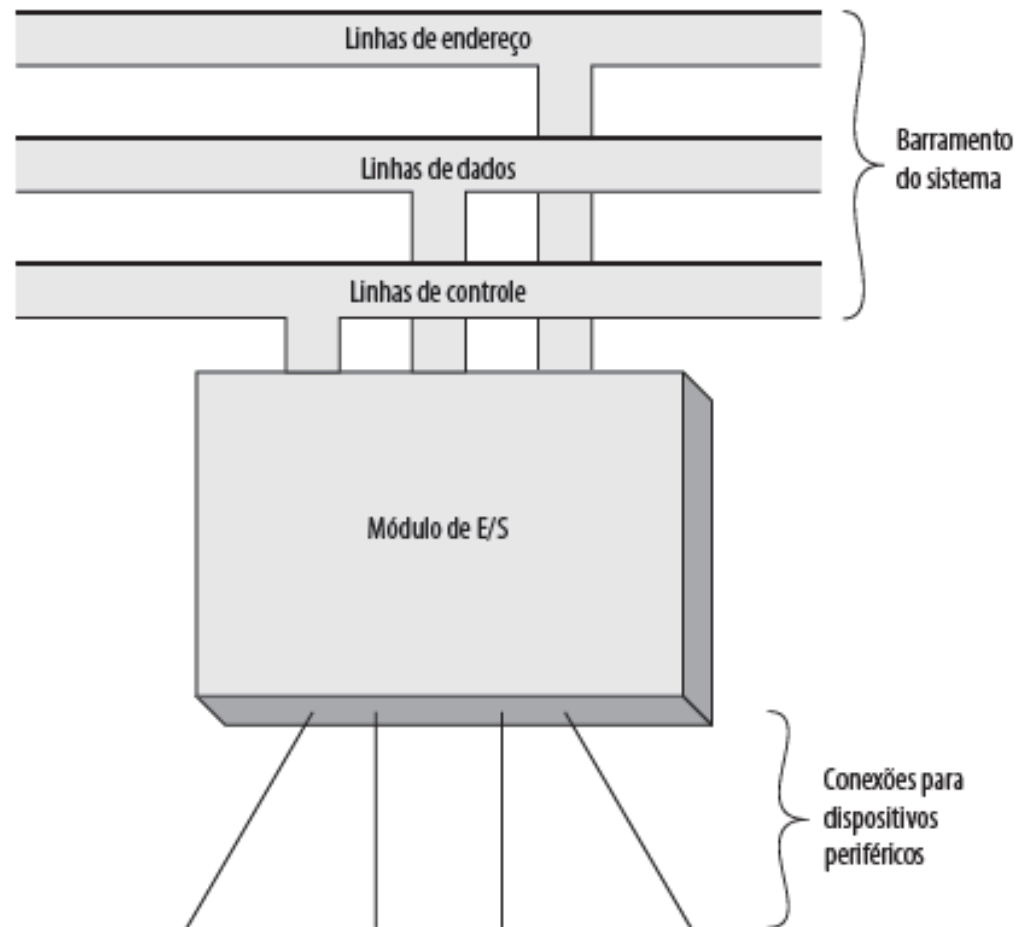 Linhas de endereço
Linhas de dados
Linhas de controle
Barramento
do sistema
Módulo de E/S
Conexões para
dispositivos
periféricos